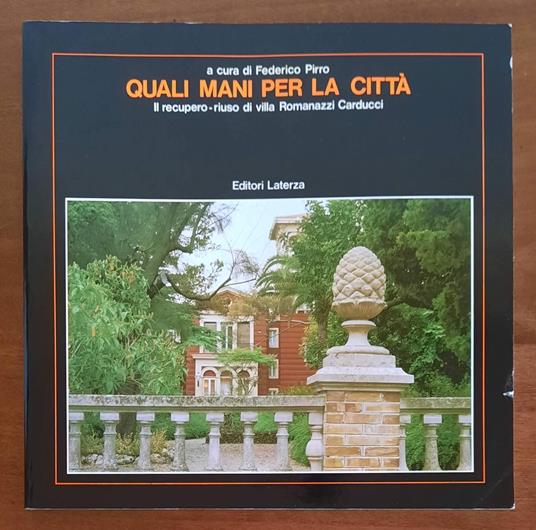 a cura di Federico Pirro
QUALI MANI PER LA CITTÀ
Il recupero-riuso di villa Romanazzi Carducci
Editori Laterza